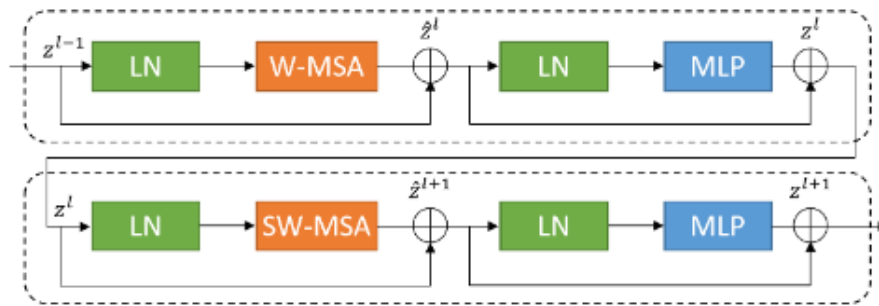 z^{l-1} LN W-MSA ẑ^l LN MLP z^l
z^l LN SW-MSA ẑ^{l+1} LN MLP z^{l+1}